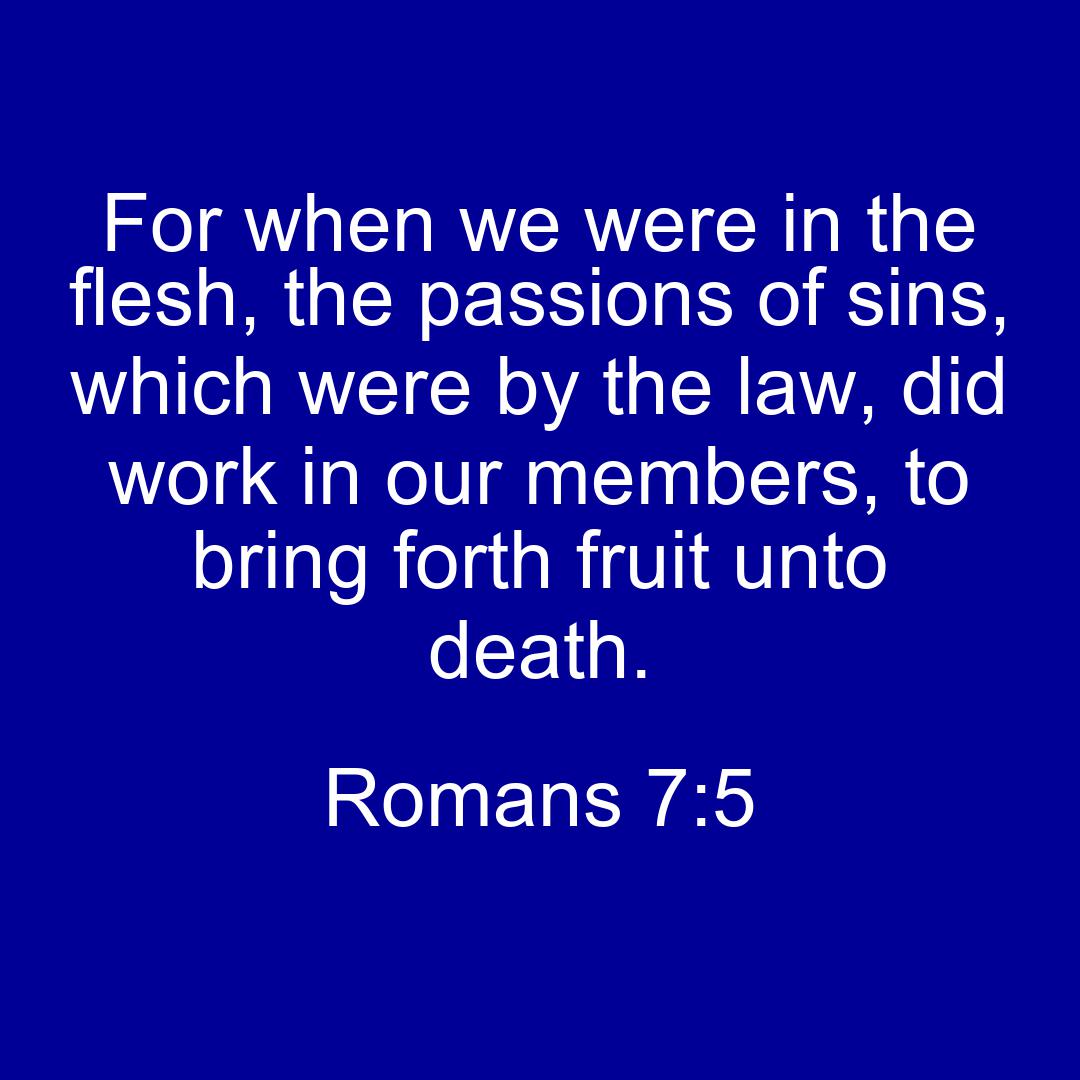 For when we were in the
flesh, the passions of sins,
which were by the law, did
work in our members, to
bring forth fruit unto
death.
Romans 7:5